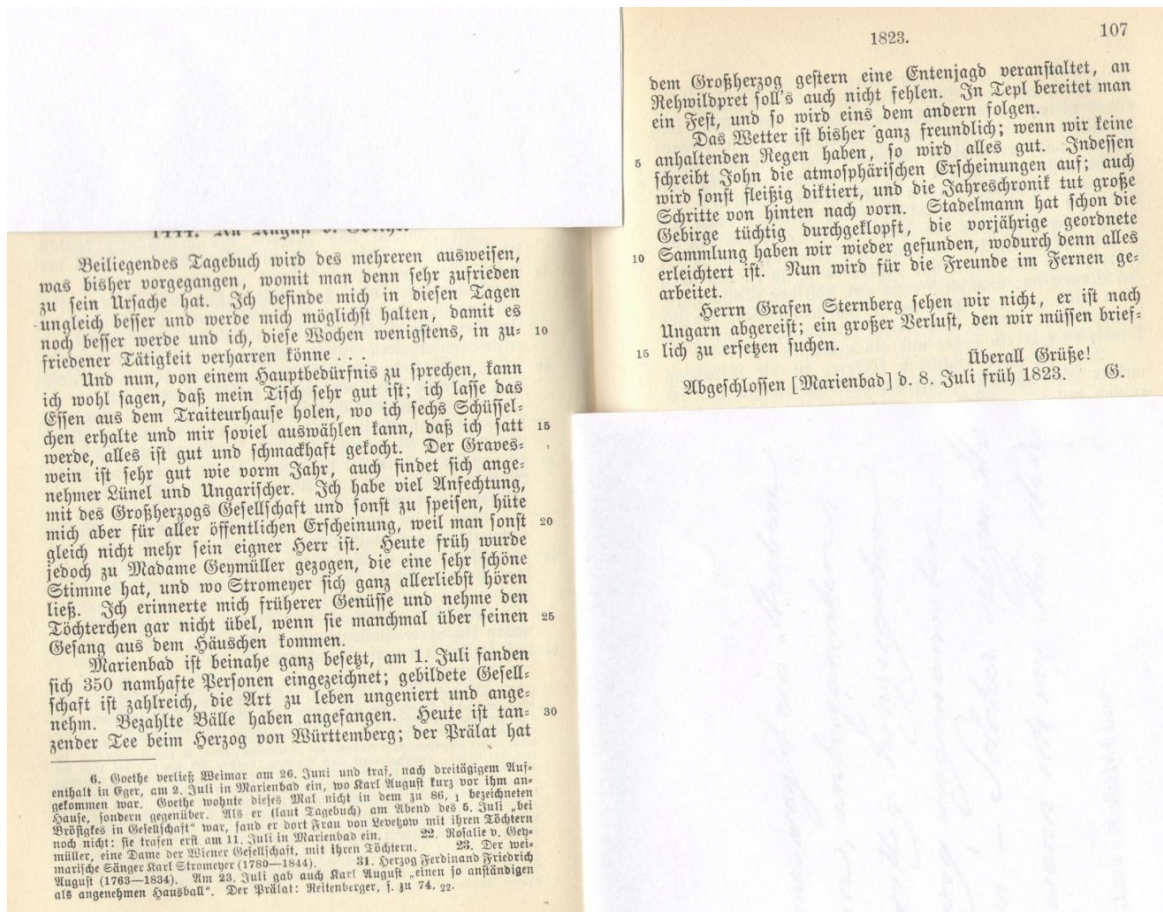 1414. An August v. Goethe.
Beiliegendes Tagebuch wird des mehreren ausweisen,
was bisher vorgegangen, womit man denn sehr zufrieden
zu sein Ursache hat. Ich befinde mich in diesen Tagen
ungleich besser und werde mich möglichst halten, damit es
noch besser werde und ich, diese Wochen wenigstens, in zu= 10
friedener Tätigkeit verharren könne . . .
Und nun, von einem Hauptbedürfnis zu sprechen, kann
ich wohl sagen, daß mein Tisch sehr gut ist; ich lasse das
Essen aus dem Traiteurhause holen, wo ich sechs Schüssel=
chen erhalte und mir soviel auswählen kann, daß ich satt 15
werde, alles ist gut und schmackhaft gekocht. Der Graves=
wein ist sehr gut wie vorm Jahr, auch findet sich ange=
nehmer Lünel und Ungarischer. Ich habe viel Anfechtung,
mit des Großherzogs Gesellschaft und sonst zu speisen, hüte
mich aber für aller öffentlichen Erscheinung, weil man sonst 20
gleich nicht mehr sein eigner Herr ist. Heute früh wurde
jedoch zu Madame Geymüller gezogen, die eine sehr schöne
Stimme hat, und wo Stromeyer sich ganz allerliebst hören
ließ. Ich erinnerte mich früherer Genüsse und nehme den
Töchterchen gar nicht übel, wenn sie manchmal über seinen 25
Gesang aus dem Häuschen kommen.
Marienbad ist beinahe ganz besetzt, am 1. Juli fanden
sich 350 namhafte Personen eingezeichnet; gebildete Gesell=
schaft ist zahlreich, die Art zu leben ungeniert und ange=
nehm. Bezahlte Bälle haben angefangen. Heute ist tan= 30
zender Tee beim Herzog von Württemberg; der Prälat hat
6. Goethe verließ Weimar am 26. Juni und traf, nach dreitägigem Auf=
enthalt in Eger, am 2. Juli in Marienbad ein, wo Karl August kurz vor ihm an=
gekommen war. Goethe wohnte dieses Mal nicht in dem zu 86, 1 bezeichneten
Hause, sondern gegenüber. Als er (laut Tagebuch) am Abend des 5. Juli „bei
Brösigkes in Gesellschaft“ war, fand er dort Frau von Levetzow mit ihren Töchtern
noch nicht: sie trafen erst am 11. Juli in Marienbad ein. 22. Rosalie v. Gey=
müller, eine Dame der Wiener Gesellschaft, mit ihren Töchtern. 23. Der wei=
marische Sänger Karl Stromeyer (1780—1844). 31. Herzog Ferdinand Friedrich
August (1763—1834). Am 23. Juli gab auch Karl August „einen so anständigen
als angenehmen Hausball“. Der Prälat: Reitenberger, s. zu 74, 22.
1823. 107
dem Großherzog gestern eine Entenjagd veranstaltet, an
Rehwildpret soll's auch nicht fehlen. In Tepl bereitet man
ein Fest, und so wird eins dem andern folgen.
Das Wetter ist bisher ganz freundlich; wenn wir keine
5 anhaltenden Regen haben, so wird alles gut. Indessen
schreibt John die atmosphärischen Erscheinungen auf; auch
wird sonst fleißig diktiert, und die Jahreschronik tut große
Schritte von hinten nach vorn. Stadelmann hat schon die
Gebirge tüchtig durchgeklopft, die vorjährige geordnete
10 Sammlung haben wir wieder gefunden, wodurch denn alles
erleichtert ist. Nun wird für die Freunde im Fernen ge=
arbeitet.
Herrn Grafen Sternberg sehen wir nicht, er ist nach
Ungarn abgereist; ein großer Verlust, den wir müssen brief=
15 lich zu ersetzen suchen.
Überall Grüße!
Abgeschlossen [Marienbad] d. 8. Juli früh 1823. G.